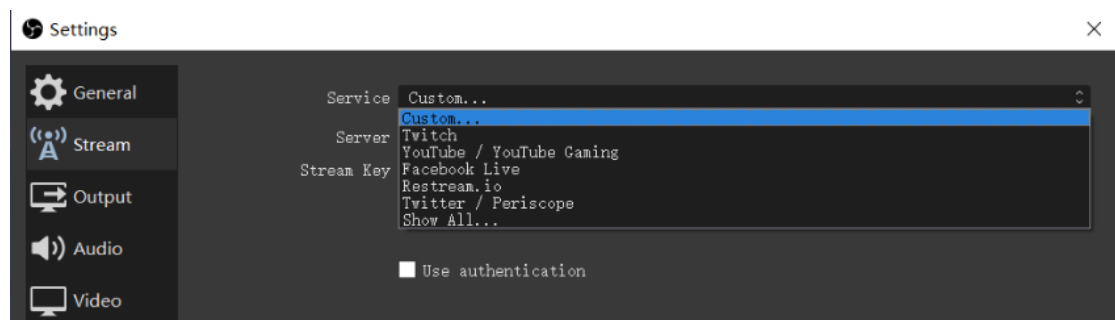 Settings
General
Stream
Output
Audio
Video
Service Custom...
Custom...
Server Twitch
YouTube / YouTube Gaming
Stream Key Facebook Live
Restream.io
Twitter / Periscope
Show All...
Use authentication